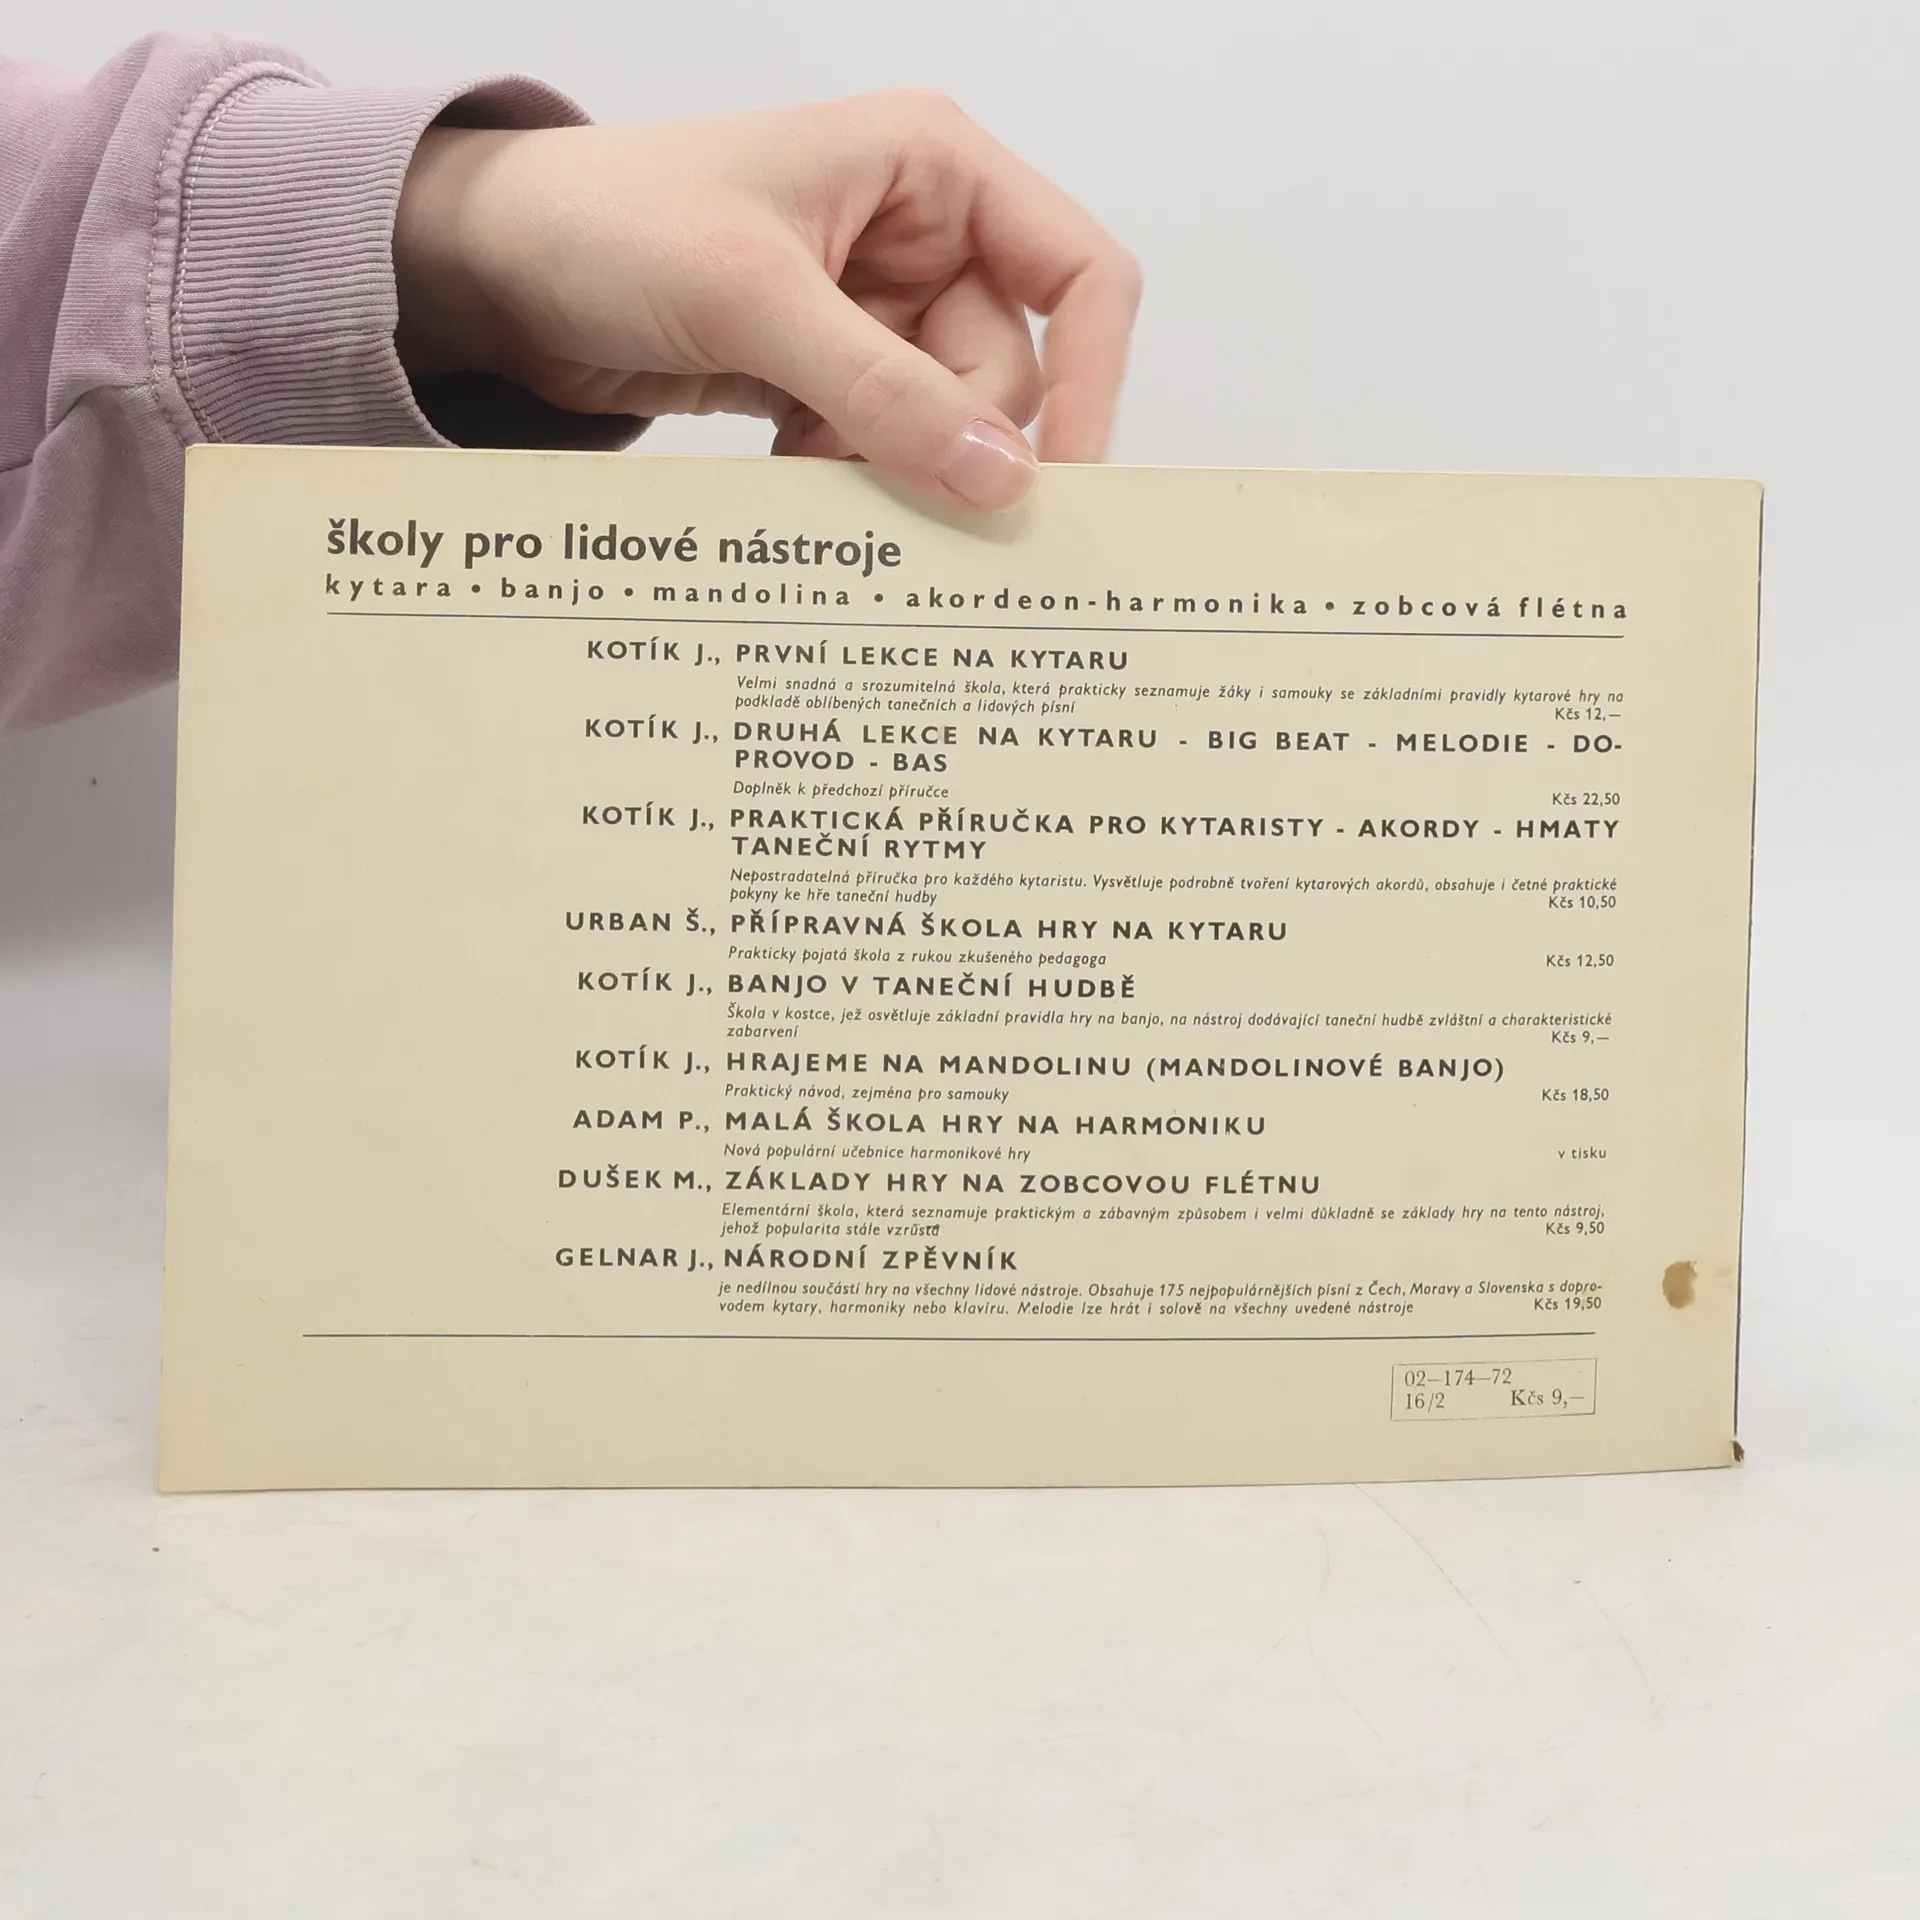 školy pro lidové nástroje
kytara • banjo • mandolina • akordeon-harmonika • zobcová flétna
KOTÍK J., PRVNÍ LEKCE NA KYTARU
Velmi snadná a srozumitelná škola, která prakticky seznamuje žáky i samouky se základními pravidly kytarové hry na
podkladě oblíbených tanečních a lidových písní Kčs 12,—
KOTÍK J., DRUHÁ LEKCE NA KYTARU - BIG BEAT - MELODIE - DO-
PROVOD - BAS
Doplněk k předchozí příručce Kčs 22,50
KOTÍK J., PRAKTICKÁ PŘÍRUČKA PRO KYTARISTY - AKORDY - HMATY
TANEČNÍ RYTMY
Nepostradatelná příručka pro každého kytaristu. Vysvětluje podrobně tvoření kytarových akordů, obsahuje i četné praktické
pokyny ke hře taneční hudby Kčs 10,50
URBAN Š., PŘÍPRAVNÁ ŠKOLA HRY NA KYTARU
Prakticky pojatá škola z rukou zkušeného pedagoga Kčs 12,50
KOTÍK J., BANJO V TANEČNÍ HUDBĚ
Škola v kostce, jež osvětluje základní pravidla hry na banjo, na nástroj dodávající taneční hudbě zvláštní a charakteristické
zabarvení Kčs 9,—
KOTÍK J., HRAJEME NA MANDOLINU (MANDOLINOVÉ BANJO)
Praktický návod, zejména pro samouky Kčs 18,50
ADAM P., MALÁ ŠKOLA HRY NA HARMONIKU
Nová populární učebnice harmonikové hry v tisku
DUŠEK M., ZÁKLADY HRY NA ZOBCOVOU FLÉTNU
Elementární škola, která seznamuje praktickým a zábavným způsobem i velmi důkladně se základy hry na tento nástroj,
jehož popularita stále vzrůstá Kčs 9,50
GELNAR J., NÁRODNÍ ZPĚVNÍK
je nedílnou součástí hry na všechny lidové nástroje. Obsahuje 175 nejpopulárnějších písní z Čech, Moravy a Slovenska s dopro-
vodem kytary, harmoniky nebo klavíru. Melodie lze hrát i solově na všechny uvedené nástroje Kčs 19,50
02—174—72
16/2 Kčs 9,—